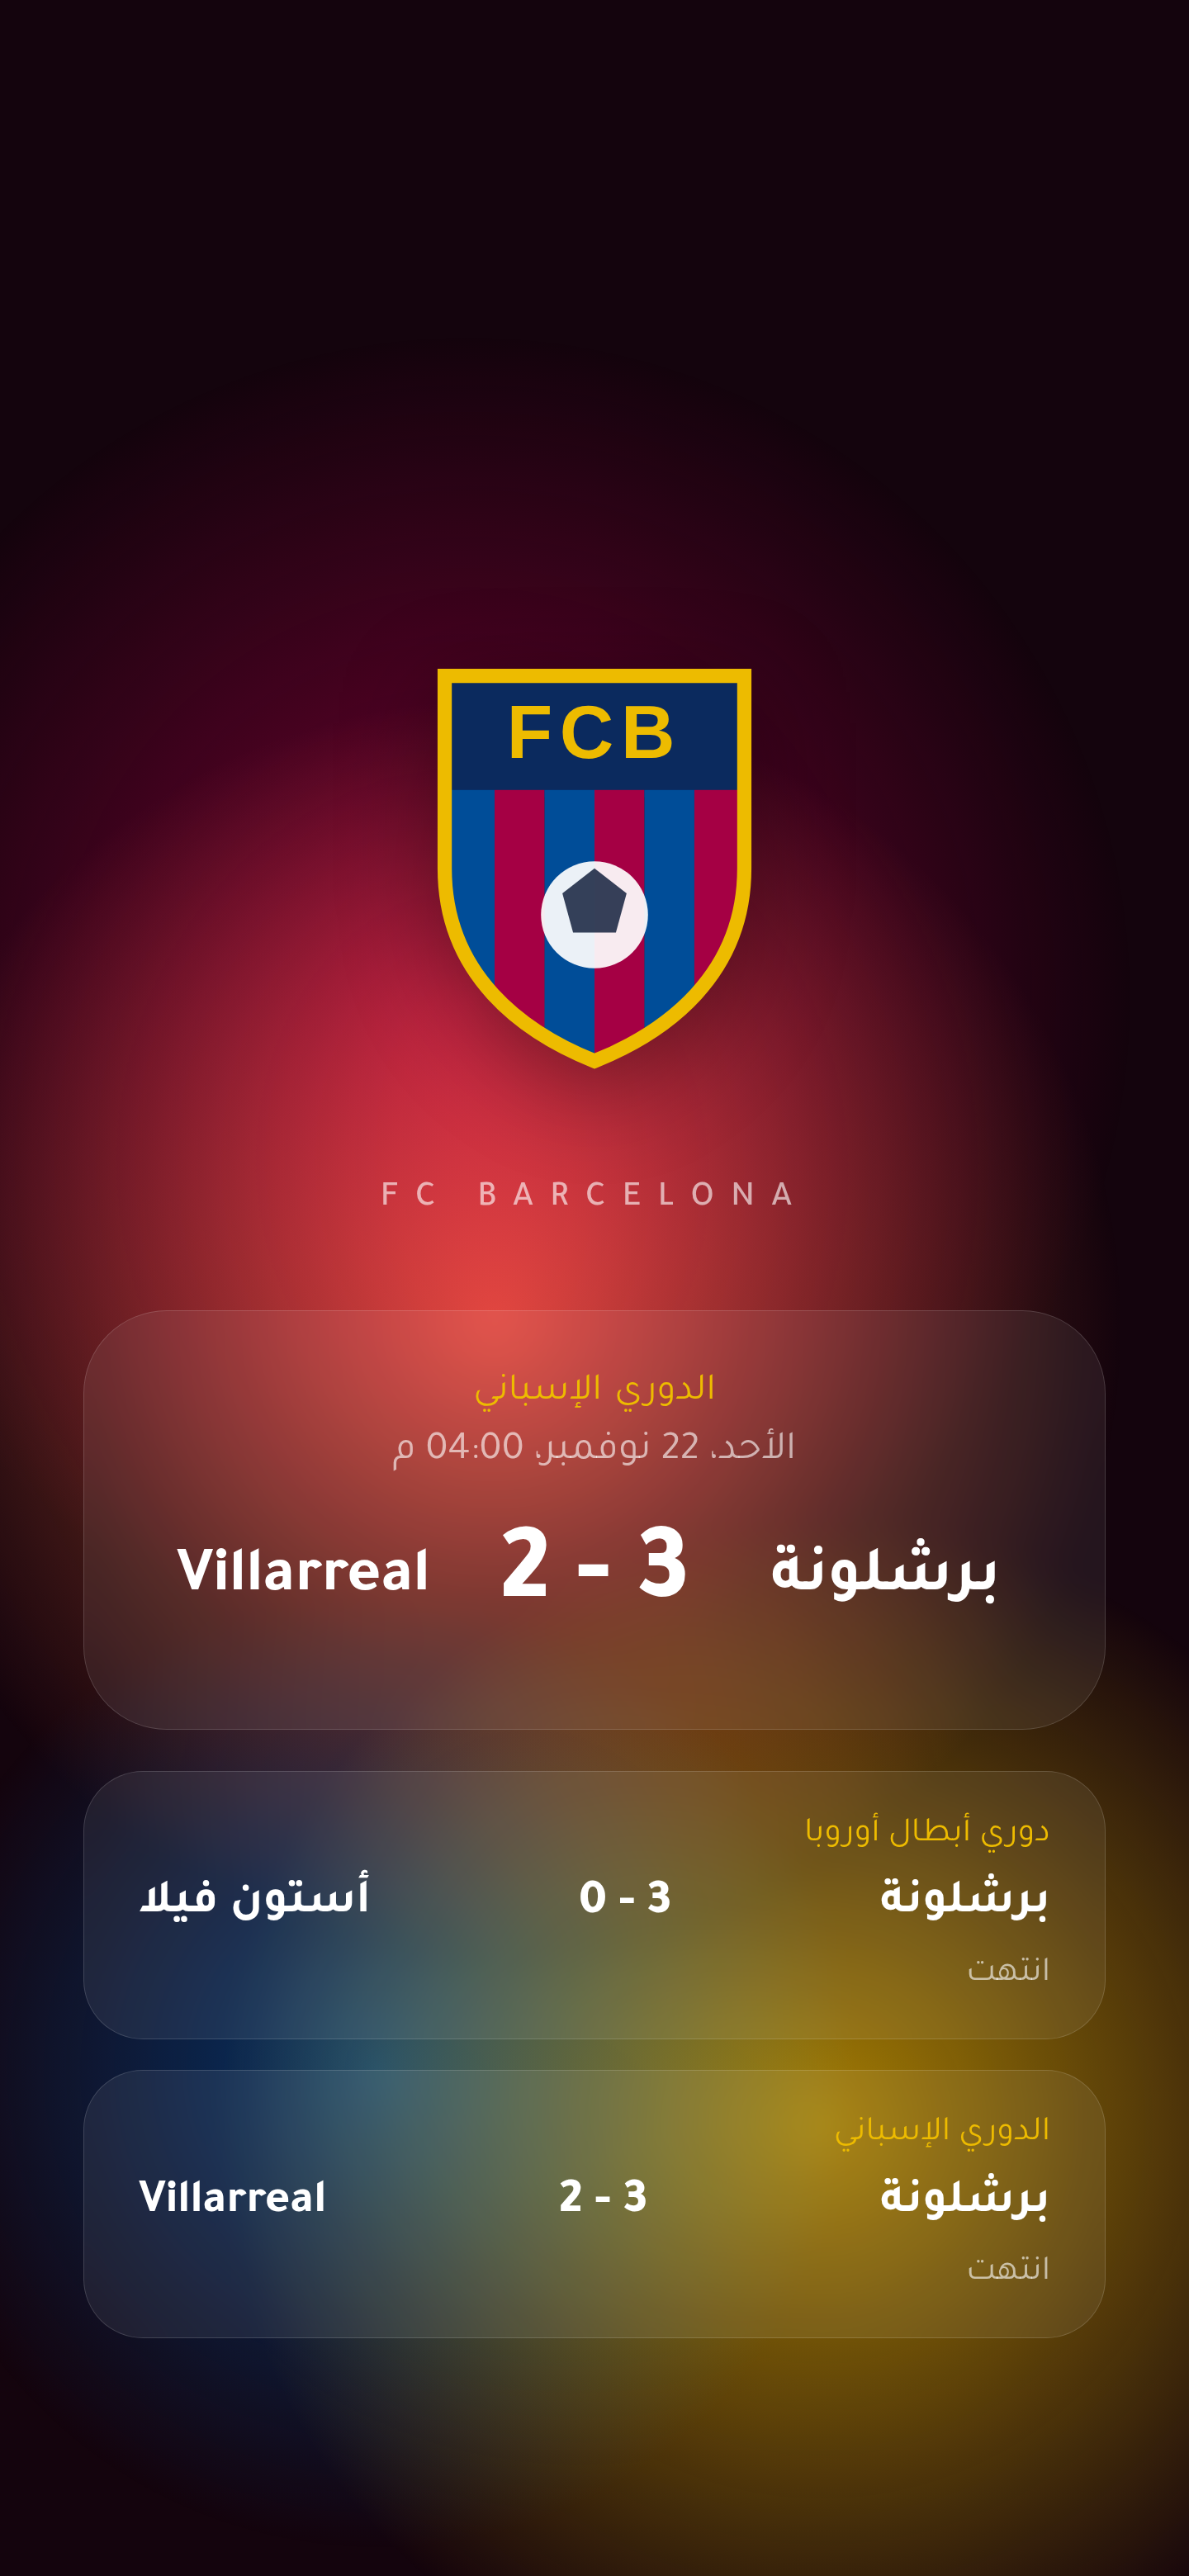 FCB
FC BARCELONA
الدوري الإسباني
الأحد، 22 نوفمبر، 04:00 م
برشلونة 3 - 2 Villarreal
دوري أبطال أوروبا
برشلونة 3 - 0 أستون فيلا
انتهت
الدوري الإسباني
برشلونة 3 - 2 Villarreal
انتهت